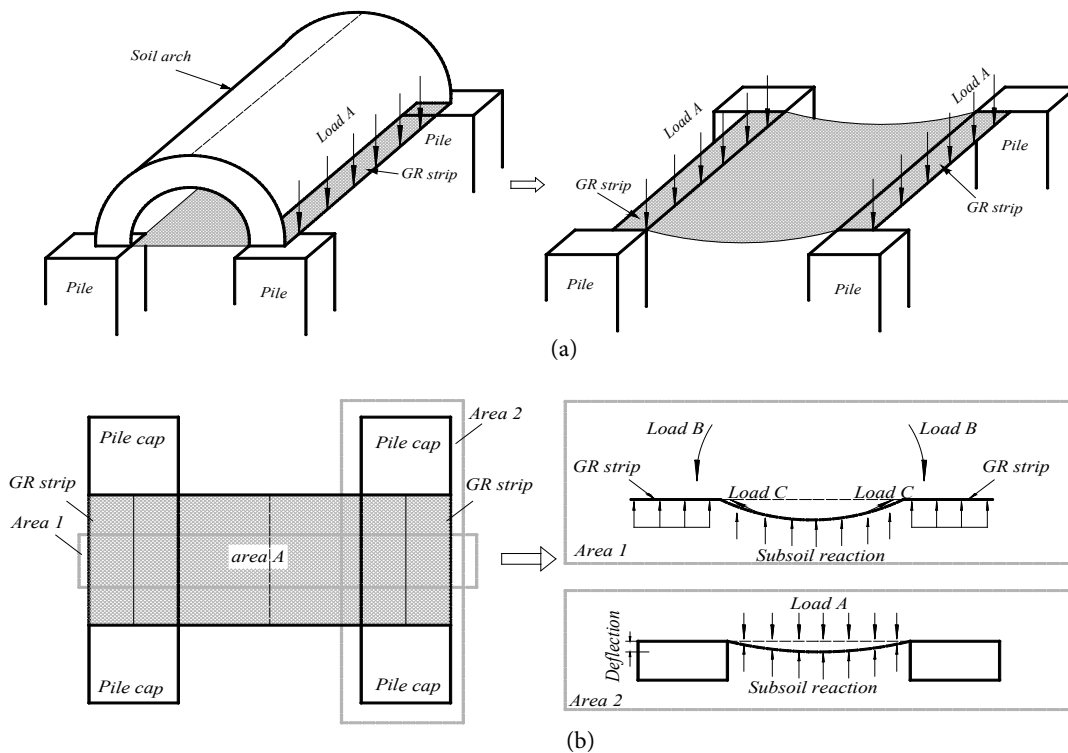 Soil arch
Load A
Pile
GR strip
Pile
Pile
Load A
Load A
Pile
GR strip
GR strip
Pile
Pile
(a)
Pile cap
Pile cap
Area 2
GR strip
GR strip
Area 1
area A
Pile cap
Pile cap
Load B
Load B
GR strip
GR strip
Load C
Load C
Subsoil reaction
Area 1
Load A
Deflection
Subsoil reaction
Area 2
(b)